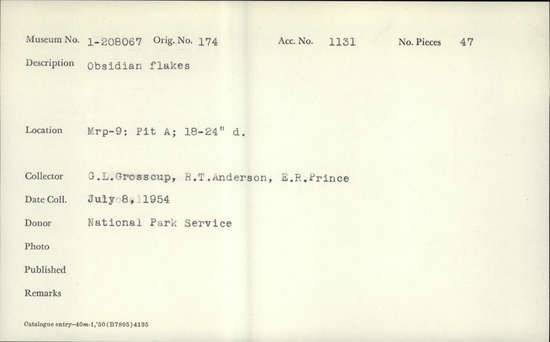 Museum No. 1-208067 Orig. No. 174 Acc. No. 1131 No. Pieces 47
Description Obsidian flakes
Location Mrp-9: Pit A; 18-24" d.
Collector G.L.Grosscup, R.T.Anderson, E.R.Prince
Date Coll. July 8, 1954
Donor National Park Service
Photo
Published
Remarks
Catalogue entry—40m-1,'50(B7895)4135